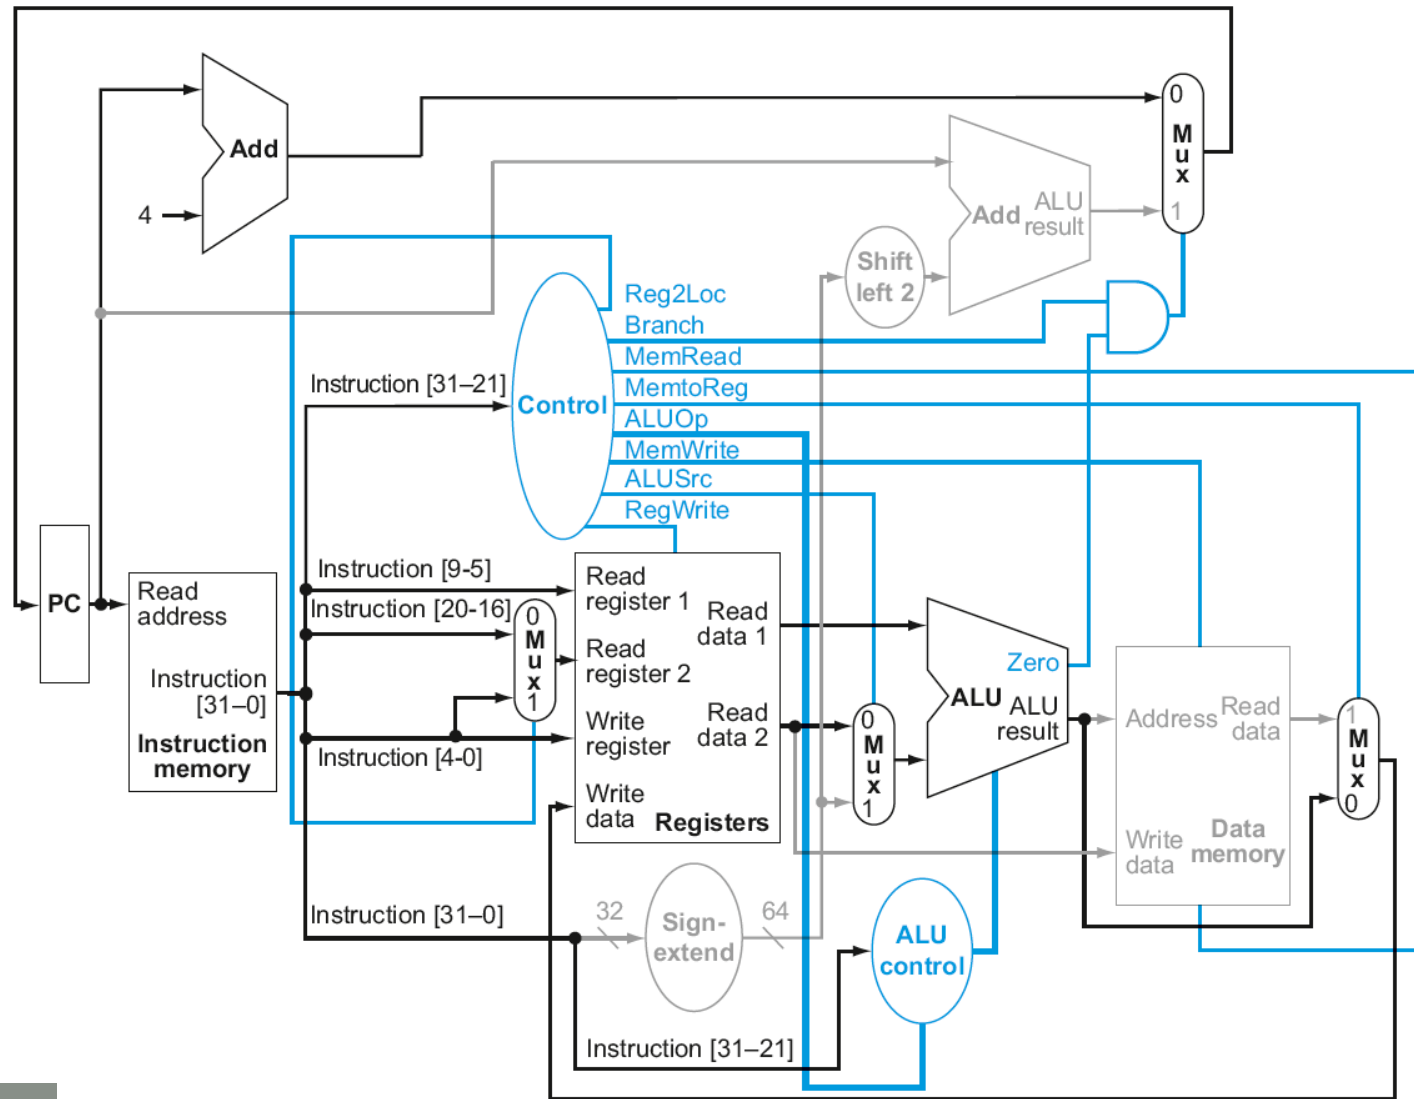 0
M
u
x
1
Add
4
Add
ALU
result
Shift
left 2
Reg2Loc
Branch
MemRead
MemtoReg
ALUOp
MemWrite
ALUSrc
RegWrite
Instruction [31–21]
Control
PC
Read
address
Instruction
[31–0]
Instruction
memory
Instruction [9-5]
Instruction [20-16]
Instruction [4-0]
0
M
u
x
1
Read
register 1
Read
register 2
Write
register
Write
data
Read
data 1
Read
data 2
Registers
0
M
u
x
1
Zero
ALU
ALU
result
Address
Read
data
Write
data
Data
memory
1
M
u
x
0
Instruction [31–0]
32
Sign-
extend
64
ALU
control
Instruction [31–21]